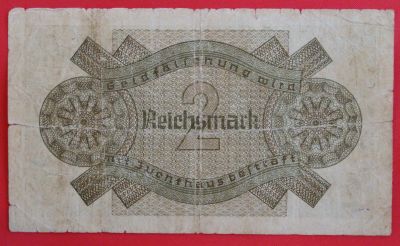 Geldfälschung wird
2
Reichsmark
mit Zuchthaus bestraft